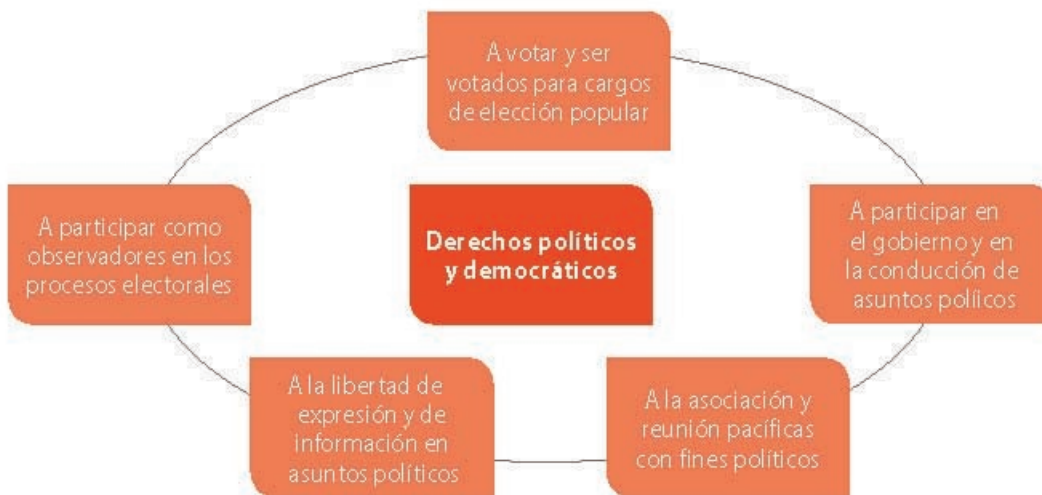 A votar y ser
votados para cargos
de elección popular
A participar como
observadores en los
procesos electorales
Derechos políticos
y democráticos
A participar en
el gobierno y en
la conducción de
asuntos políicos
A la libertad de
expresión y de
información en
asuntos políticos
A la asociación y
reunión pacíficas
con fines políticos